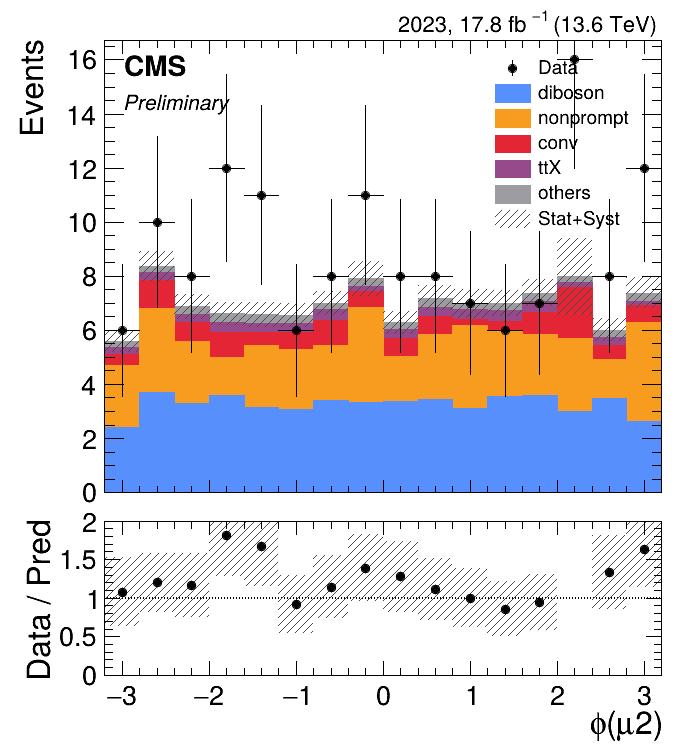 2023, 17.8 fb⁻¹ (13.6 TeV)
CMS
Preliminary
Events
16
14
12
10
8
6
4
2
0
Data
diboson
nonprompt
conv
ttX
others
Stat+Syst
Data / Pred
2
1.5
1
0.5
0
−3 −2 −1 0 1 2 3
ϕ(μ2)